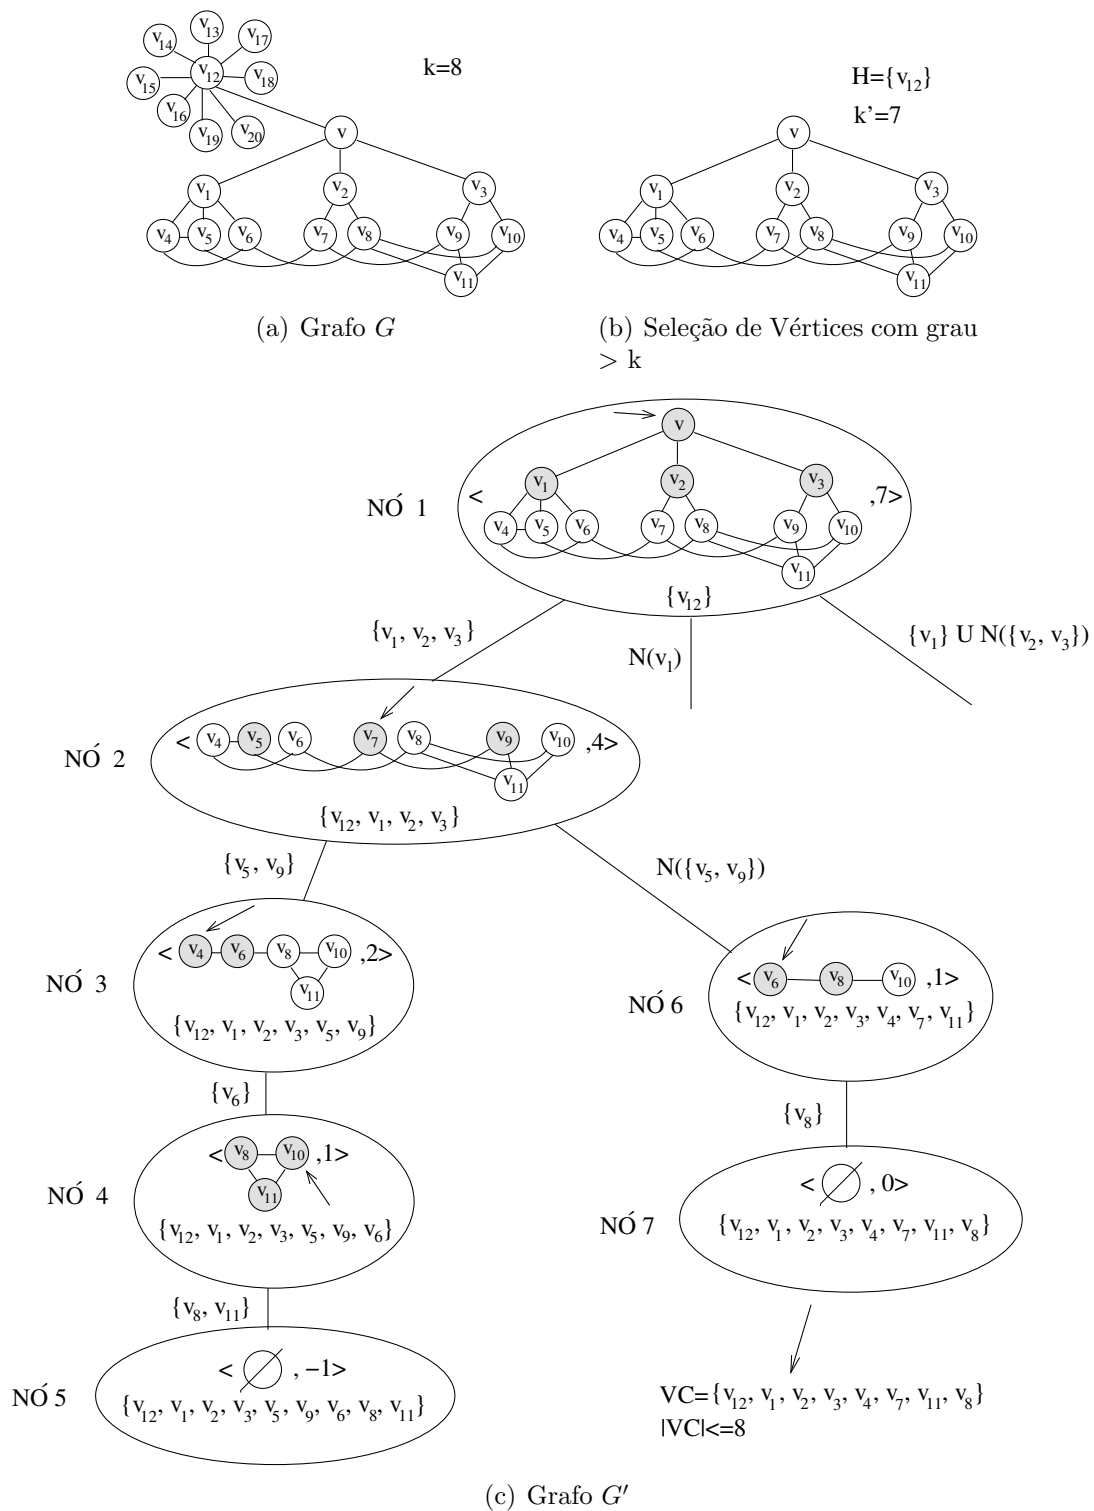 v13
v14 v17
v12
v15 v18
v16
v19 v20
k=8
v
v1 v2 v3
v4 v5 v6 v7 v8 v9 v10
v11
(a) Grafo G
H={v12}
k'=7
v
v1 v2 v3
v4 v5 v6 v7 v8 v9 v10
v11
(b) Seleção de Vértices com grau
> k
NÓ 1
v
< v1 v2 v3 ,7>
v4 v5 v6 v7 v8 v9 v10
v11
{v12}
{v1, v2, v3}
N(v1)
{v1} U N({v2, v3})
NÓ 2
< v4 v5 v6 v7 v8 v9 v10 ,4>
v11
{v12, v1, v2, v3}
{v5, v9}
N({v5, v9})
NÓ 3
< v4 v6 v8 v10 ,2>
v11
{v12, v1, v2, v3, v5, v9}
NÓ 6
< v6 v8 v10 ,1>
{v12, v1, v2, v3, v4, v7, v11}
{v6}
{v8}
NÓ 4
< v8 v10 ,1>
v11
{v12, v1, v2, v3, v5, v9, v6}
NÓ 7
< ∅ , 0>
{v12, v1, v2, v3, v4, v7, v11, v8}
{v8, v11}
NÓ 5
< ∅ , −1>
{v12, v1, v2, v3, v5, v9, v6, v8, v11}
VC={v12, v1, v2, v3, v4, v7, v11, v8}
|VC|<=8
(c) Grafo G′